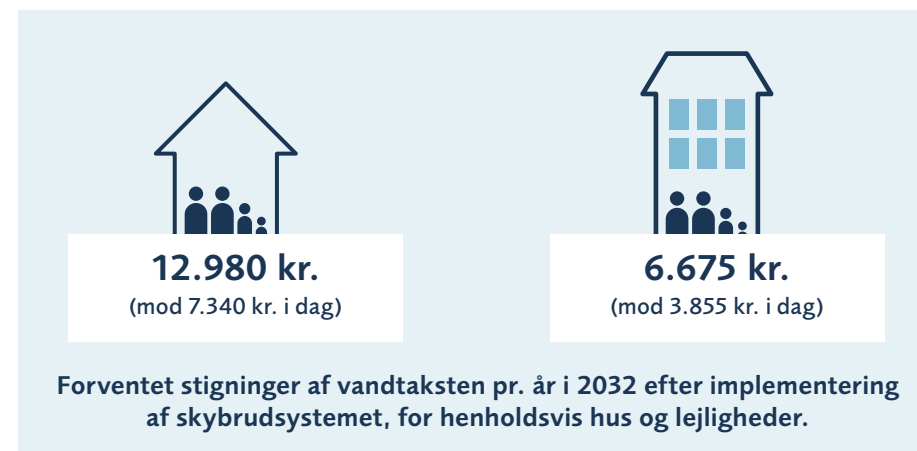 12.980 kr.
(mod 7.340 kr. i dag)
6.675 kr.
(mod 3.855 kr. i dag)
Forventet stigninger af vandtaksten pr. år i 2032 efter implementering
af skybrudsystemet, for henholdsvis hus og lejligheder.